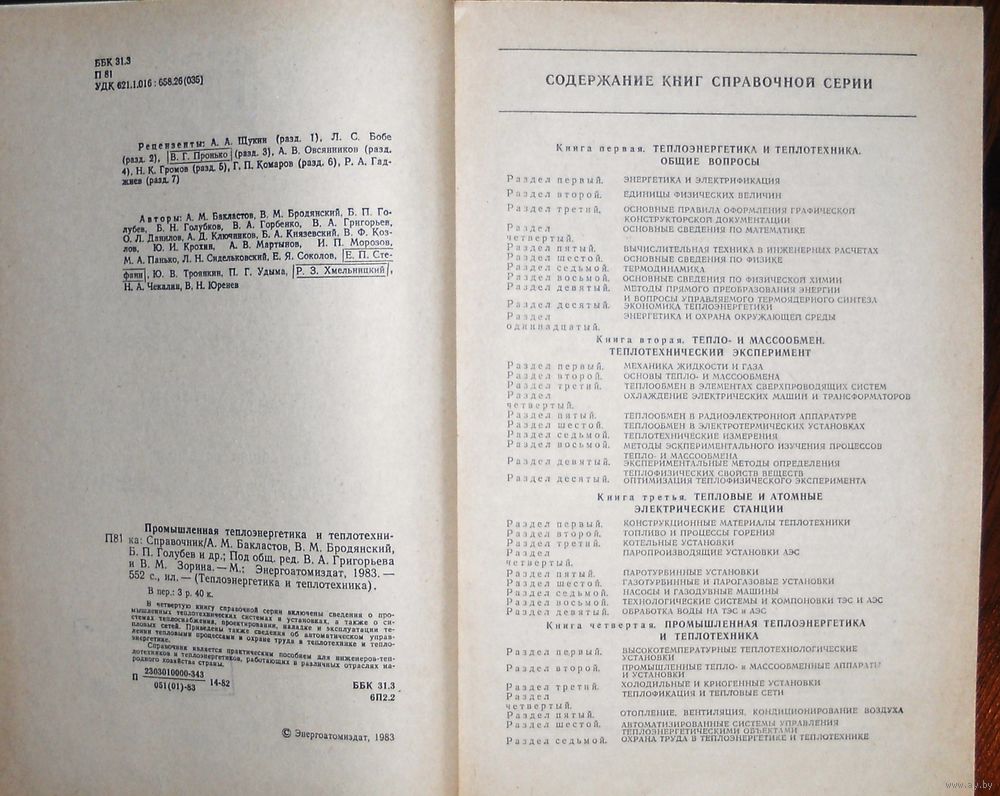 ББК 31.3
П 81
УДК 621.1.016 : 658.26(035)
Рецензенты: А. А. Щукин (разд. 1), Л. С. Бобе
(разд. 2), В. Г. Пронько (разд. 3), А. В. Овсянников (разд.
4), Н. К. Громов (разд. 5), Г. П. Комаров (разд. 6), Р. А. Гад-
жиев (разд. 7)
Авторы: А. М. Бакластов, В. М. Бродянский, Б. П. Го-
лубев, Б. Н. Голубков, В. А. Горбенко, В. А. Григорьев,
О. Л. Данилов, А. Д. Ключников, Б. А. Князевский, В. Ф. Коз-
лов, Ю. И. Крохин, А. В. Мартынов, И. П. Морозов,
М. А. Панько, Л. Н. Сидельковский, Е. Я. Соколов, Е. П. Сте-
фани, Ю. В. Троянкин, П. Г. Удыма, Р. З. Хмельницкий,
Н. А. Чекалин, В. Н. Юренев
Промышленная теплоэнергетика и теплотехни-
П81 ка: Справочник/А. М. Бакластов, В. М. Бродянский,
Б. П. Голубев и др.; Под общ. ред. В. А. Григорьева
и В. М. Зорина. — М.: Энергоатомиздат, 1983. —
552 с., ил. — (Теплоэнергетика и теплотехника).
В пер.: 3 р. 40 к.
В четвертую книгу справочной серии включены сведения о про-
мышленных теплотехнических системах и установках, а также о си-
стемах теплоснабжения, проектировании, наладке и эксплуатации те-
пловых сетей. Приведены также сведения об автоматическом управ-
лении тепловыми процессами и охране труда в теплотехнике и тепло-
энергетике.
Справочник является практическим пособием для инженеров-теп-
лотехников и теплоэнергетиков, работающих в различных отраслях на-
родного хозяйства страны.
П 2303010000-343
051(01)-83 14-82
ББК 31.3
6П2.2
© Энергоатомиздат, 1983
СОДЕРЖАНИЕ КНИГ СПРАВОЧНОЙ СЕРИИ
Книга первая. ТЕПЛОЭНЕРГЕТИКА И ТЕПЛОТЕХНИКА.
ОБЩИЕ ВОПРОСЫ
Раздел первый. ЭНЕРГЕТИКА И ЭЛЕКТРИФИКАЦИЯ
Раздел второй. ЕДИНИЦЫ ФИЗИЧЕСКИХ ВЕЛИЧИН
Раздел третий. ОСНОВНЫЕ ПРАВИЛА ОФОРМЛЕНИЯ ГРАФИЧЕСКОЙ
КОНСТРУКТОРСКОЙ ДОКУМЕНТАЦИИ
Раздел ОСНОВНЫЕ СВЕДЕНИЯ ПО МАТЕМАТИКЕ
четвертый.
Раздел пятый. ВЫЧИСЛИТЕЛЬНАЯ ТЕХНИКА В ИНЖЕНЕРНЫХ РАСЧЕТАХ
Раздел шестой. ОСНОВНЫЕ СВЕДЕНИЯ ПО ФИЗИКЕ
Раздел седьмой. ТЕРМОДИНАМИКА
Раздел восьмой. ОСНОВНЫЕ СВЕДЕНИЯ ПО ФИЗИЧЕСКОЙ ХИМИИ
Раздел девятый. МЕТОДЫ ПРЯМОГО ПРЕОБРАЗОВАНИЯ ЭНЕРГИИ
И ВОПРОСЫ УПРАВЛЯЕМОГО ТЕРМОЯДЕРНОГО СИНТЕЗА
Раздел десятый. ЭКОНОМИКА ТЕПЛОЭНЕРГЕТИКИ
Раздел ЭНЕРГЕТИКА И ОХРАНА ОКРУЖАЮЩЕЙ СРЕДЫ
одиннадцатый.
Книга вторая. ТЕПЛО- И МАССООБМЕН.
ТЕПЛОТЕХНИЧЕСКИЙ ЭКСПЕРИМЕНТ
Раздел первый. МЕХАНИКА ЖИДКОСТИ И ГАЗА
Раздел второй. ОСНОВЫ ТЕПЛО- И МАССООБМЕНА
Раздел третий. ТЕПЛООБМЕН В ЭЛЕМЕНТАХ СВЕРХПРОВОДЯЩИХ СИСТЕМ
Раздел ОХЛАЖДЕНИЕ ЭЛЕКТРИЧЕСКИХ МАШИН И ТРАНСФОРМАТОРОВ
четвертый.
Раздел пятый. ТЕПЛООБМЕН В РАДИОЭЛЕКТРОННОЙ АППАРАТУРЕ
Раздел шестой. ТЕПЛООБМЕН В ЭЛЕКТРОТЕРМИЧЕСКИХ УСТАНОВКАХ
Раздел седьмой. ТЕПЛОТЕХНИЧЕСКИЕ ИЗМЕРЕНИЯ
Раздел восьмой. МЕТОДЫ ЭСКПЕРИМЕНТАЛЬНОГО ИЗУЧЕНИЯ ПРОЦЕССОВ
ТЕПЛО- И МАССООБМЕНА
Раздел девятый. ЭКСПЕРИМЕНТАЛЬНЫЕ МЕТОДЫ ОПРЕДЕЛЕНИЯ
ТЕПЛОФИЗИЧЕСКИХ СВОЙСТВ ВЕЩЕСТВ
Раздел десятый. ОПТИМИЗАЦИЯ ТЕПЛОФИЗИЧЕСКОГО ЭКСПЕРИМЕНТА
Книга третья. ТЕПЛОВЫЕ И АТОМНЫЕ
ЭЛЕКТРИЧЕСКИЕ СТАНЦИИ
Раздел первый. КОНСТРУКЦИОННЫЕ МАТЕРИАЛЫ ТЕПЛОТЕХНИКИ
Раздел второй. ТОПЛИВО И ПРОЦЕССЫ ГОРЕНИЯ
Раздел третий. КОТЕЛЬНЫЕ УСТАНОВКИ
Раздел ПАРОПРОИЗВОДЯЩИЕ УСТАНОВКИ АЭС
четвертый.
Раздел пятый. ПАРОТУРБИННЫЕ УСТАНОВКИ
Раздел шестой. ГАЗОТУРБИННЫЕ И ПАРОГАЗОВЫЕ УСТАНОВКИ
Раздел седьмой. НАСОСЫ И ГАЗОДУВНЫЕ МАШИНЫ
Раздел восьмой. ТЕХНОЛОГИЧЕСКИЕ СИСТЕМЫ И КОМПОНОВКИ ТЭС И АЭС
Раздел девятый. ОБРАБОТКА ВОДЫ НА ТЭС и АЭС
Книга четвертая. ПРОМЫШЛЕННАЯ ТЕПЛОЭНЕРГЕТИКА
И ТЕПЛОТЕХНИКА
Раздел первый. ВЫСОКОТЕМПЕРАТУРНЫЕ ТЕПЛОТЕХНОЛОГИЧЕСКИЕ
УСТАНОВКИ
Раздел второй. ПРОМЫШЛЕННЫЕ ТЕПЛО- и МАССООБМЕННЫЕ АППАРАТЫ
И УСТАНОВКИ
Раздел третий. ХОЛОДИЛЬНЫЕ И КРИОГЕННЫЕ УСТАНОВКИ
Раздел ТЕПЛОФИКАЦИЯ И ТЕПЛОВЫЕ СЕТИ
четвертый.
Раздел пятый. ОТОПЛЕНИЕ, ВЕНТИЛЯЦИЯ, КОНДИЦИОНИРОВАНИЕ ВОЗДУХА
Раздел шестой. АВТОМАТИЗИРОВАННЫЕ СИСТЕМЫ УПРАВЛЕНИЯ
ТЕПЛОЭНЕРГЕТИЧЕСКИМИ ОБЪЕКТАМИ
Раздел седьмой. ОХРАНА ТРУДА В ТЕПЛОЭНЕРГЕТИКЕ И ТЕПЛОТЕХНИКЕ
www.ay.by